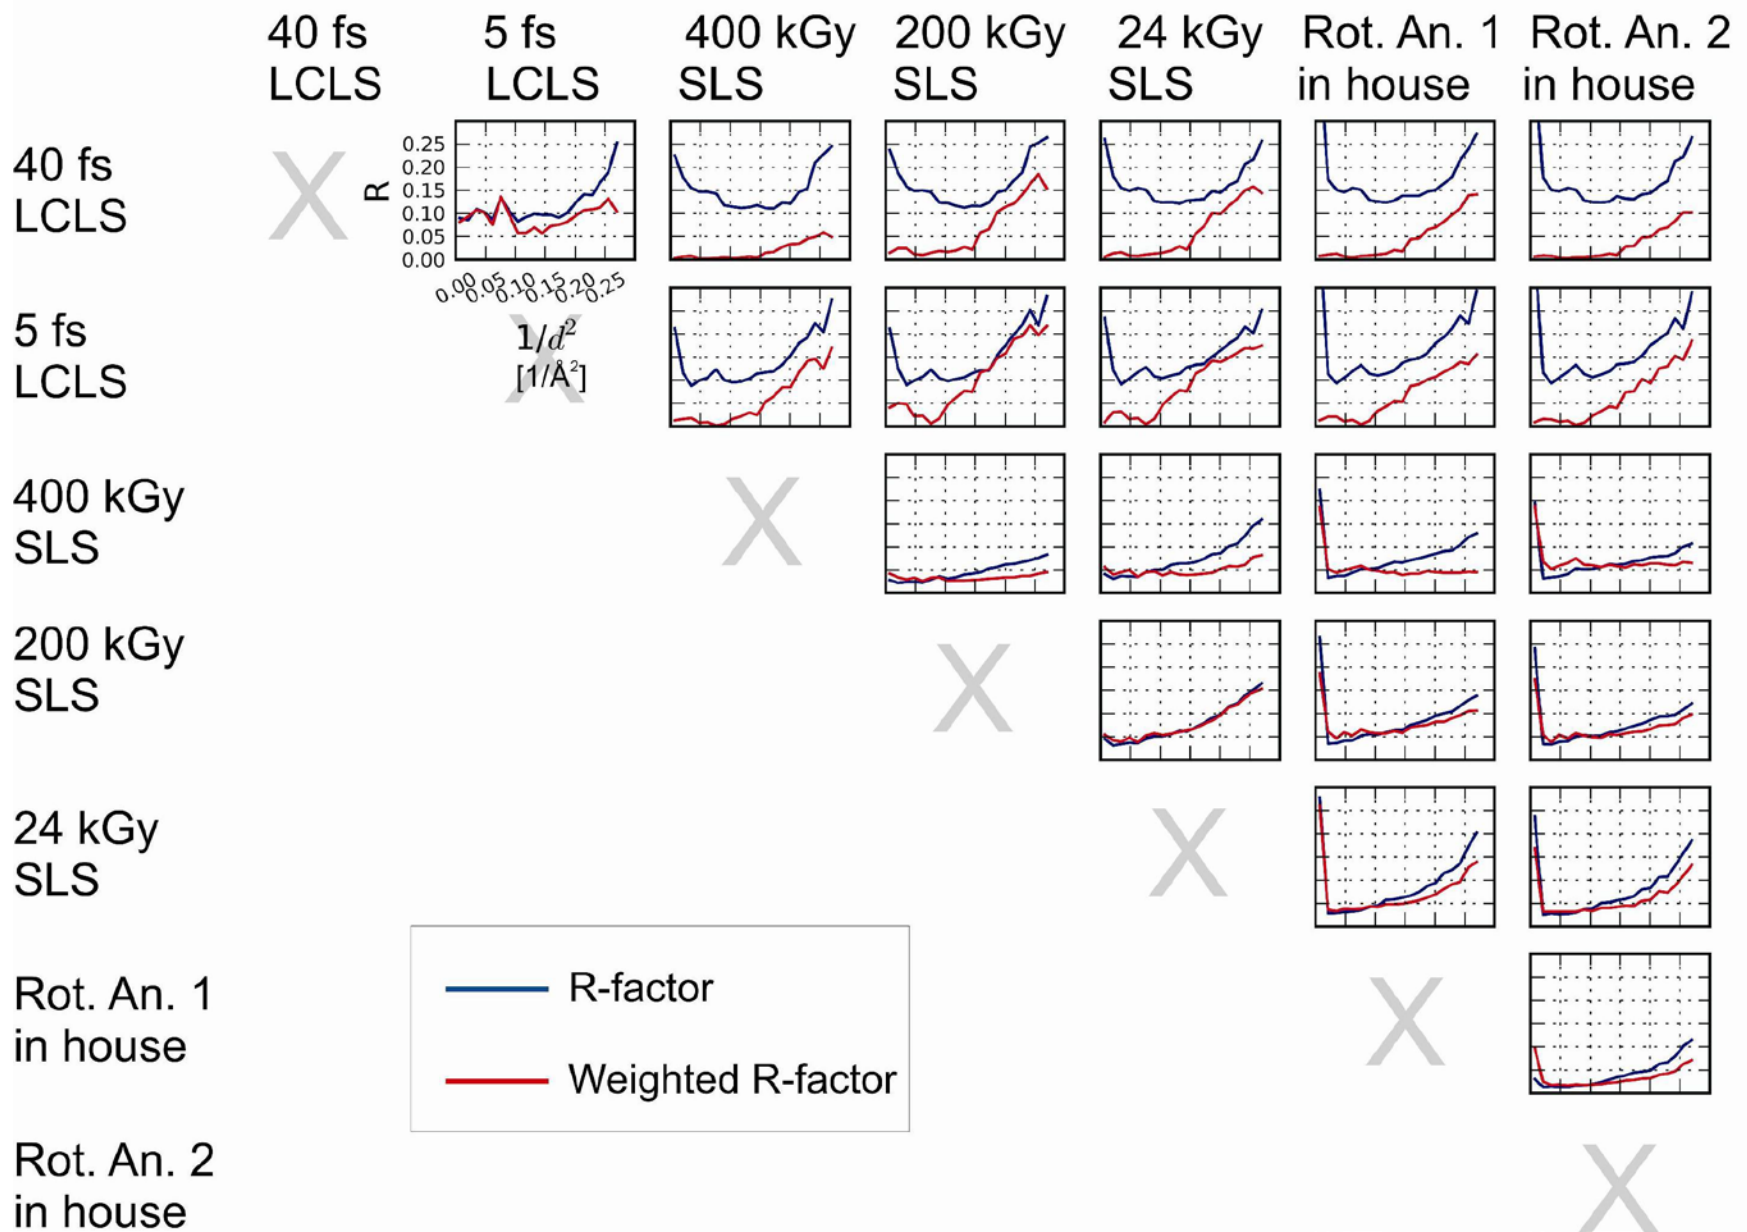 40 fs 5 fs 400 kGy 200 kGy 24 kGy Rot. An. 1 Rot. An. 2
LCLS LCLS SLS SLS SLS in house in house
40 fs
LCLS
R
0.25
0.20
0.15
0.10
0.05
0.00
0.00 0.05 0.10 0.15 0.20 0.25
1/d²
[1/Å²]
X
5 fs
LCLS
X
400 kGy
SLS
X
200 kGy
SLS
X
24 kGy
SLS
X
R-factor
Weighted R-factor
Rot. An. 1
in house
X
Rot. An. 2
in house
X